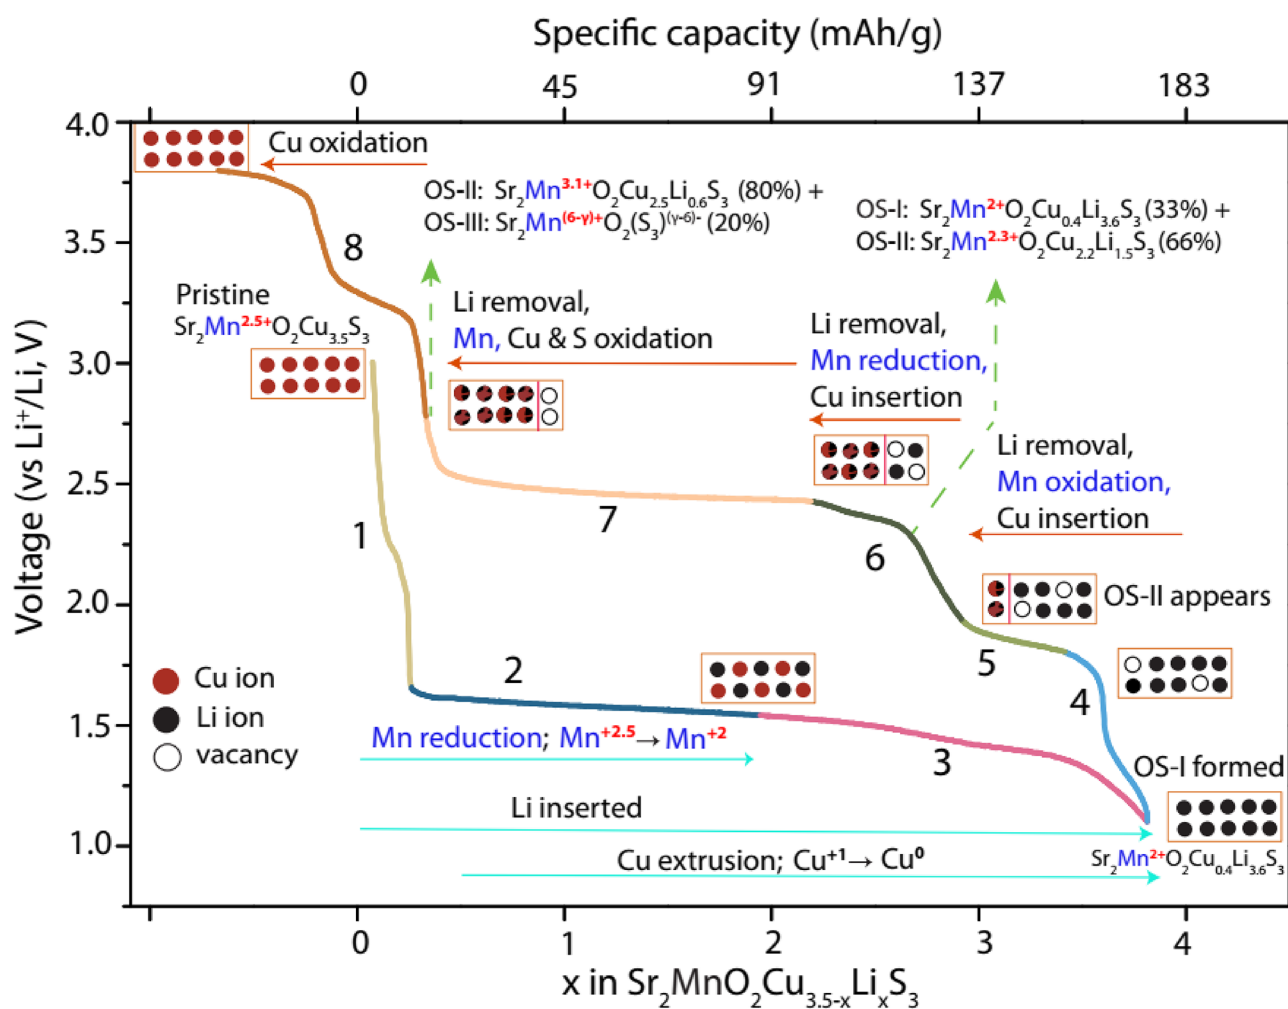 Specific capacity (mAh/g)
0 45 91 137 183
4.0
Cu oxidation
OS-II: Sr₂Mn³·¹⁺O₂Cu₂.₅Li₀.₆S₃ (80%) +
OS-III: Sr₂Mn⁽⁶⁻ᵞ⁾⁺O₂(S₃)⁽ᵞ⁻⁶⁾⁻ (20%)
OS-I: Sr₂Mn²⁺O₂Cu₀.₄Li₃.₆S₃ (33%) +
OS-II: Sr₂Mn²·³⁺O₂Cu₂.₂Li₁.₅S₃ (66%)
3.5
8
Pristine
Sr₂Mn²·⁵⁺O₂Cu₃.₅S₃
Li removal,
Mn, Cu & S oxidation
Li removal,
Mn reduction,
Cu insertion
3.0
Li removal,
Mn oxidation,
Cu insertion
2.5
7
1
6
2.0
OS-II appears
5
2
4
Cu ion
Li ion
vacancy
1.5
Mn reduction; Mn⁺²·⁵→Mn⁺²
3
OS-I formed
Li inserted
1.0
Cu extrusion; Cu⁺¹→ Cu⁰
Sr₂Mn²⁺O₂Cu₀.₄Li₃.₆S₃
Voltage (vs Li⁺/Li, V)
0 1 2 3 4
x in Sr₂MnO₂Cu₃.₅₋ₓLiₓS₃